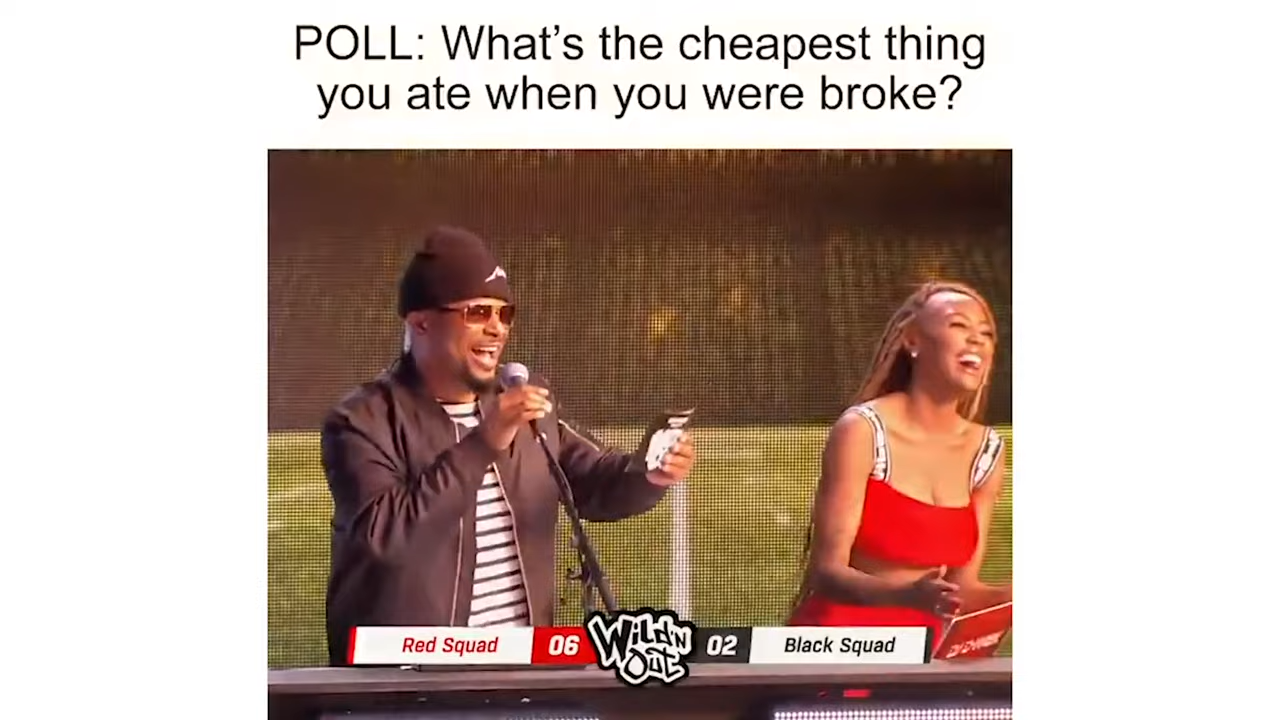 POLL: What's the cheapest thing
you ate when you were broke?
Red Squad 06 Wild'n Out 02 Black Squad